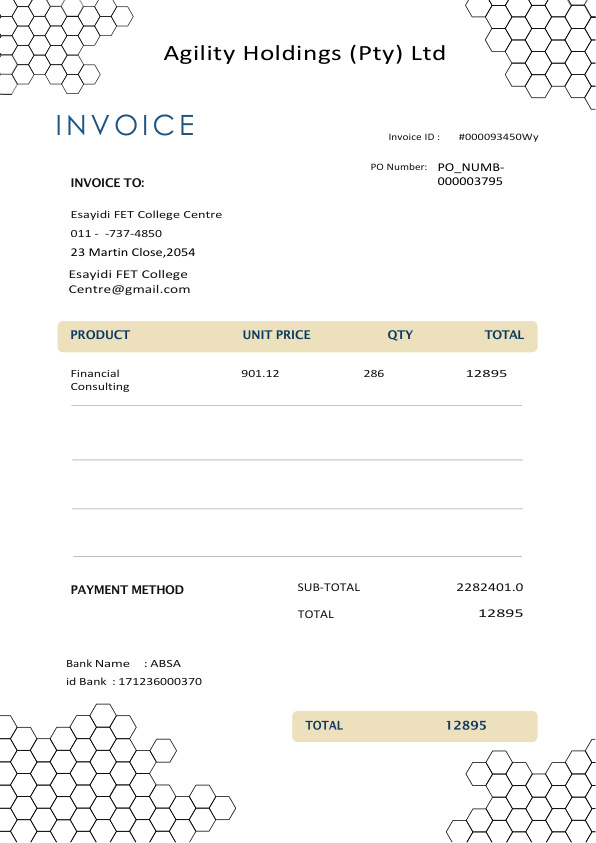 Agility Holdings (Pty) Ltd
INVOICE
Invoice ID : #000093450Wy
PO Number: PO_NUMB-
000003795
INVOICE TO:
Esayidi FET College Centre
011 - -737-4850
23 Martin Close,2054
Esayidi FET College
Centre@gmail.com
PRODUCT UNIT PRICE QTY TOTAL
Financial 901.12 286 12895
Consulting
PAYMENT METHOD
SUB-TOTAL 2282401.0
TOTAL 12895
Bank Name : ABSA
id Bank : 171236000370
TOTAL 12895